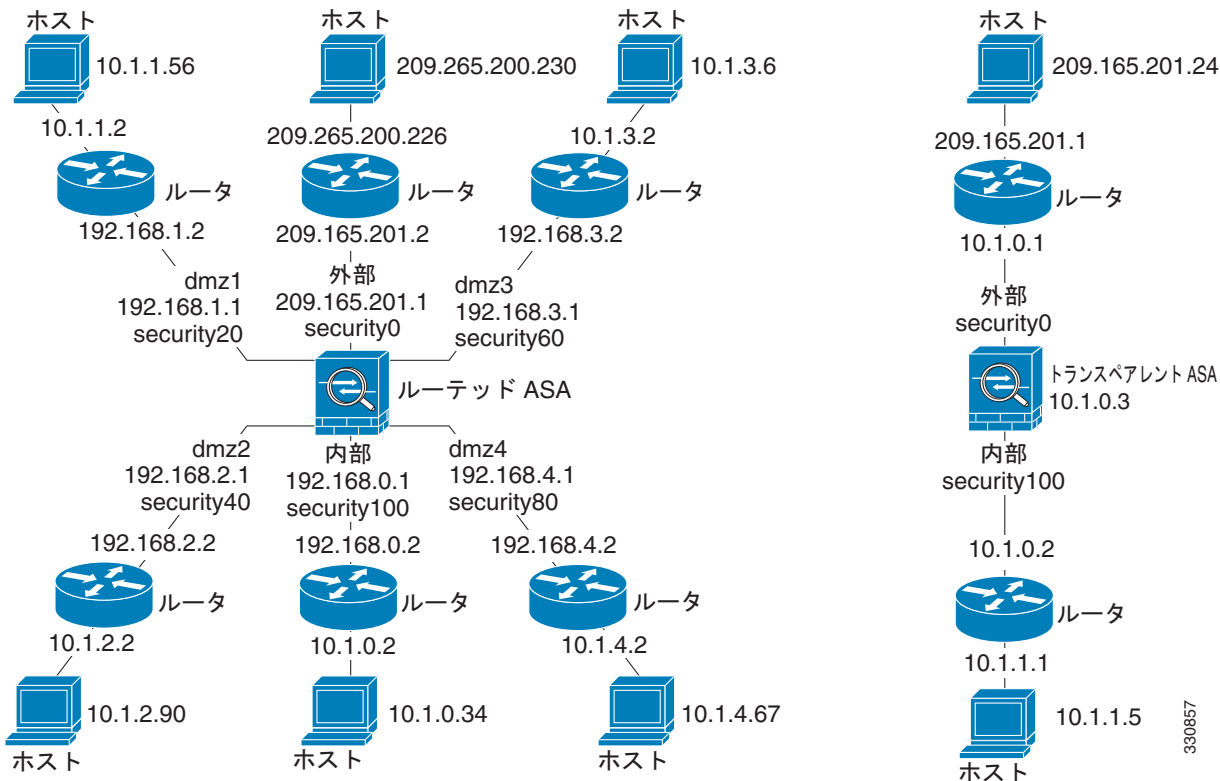 ホスト
10.1.1.56
10.1.1.2
ルータ
192.168.1.2
dmz1
192.168.1.1
security20
ホスト
209.265.200.230
209.265.200.226
ルータ
209.165.201.2
外部
209.165.201.1
security0
ホスト
10.1.3.6
10.1.3.2
ルータ
192.168.3.2
dmz3
192.168.3.1
security60
ルーテッド ASA
dmz2
192.168.2.1
security40
192.168.2.2
ルータ
10.1.2.2
10.1.2.90
ホスト
内部
192.168.0.1
security100
192.168.0.2
ルータ
10.1.0.2
10.1.0.34
ホスト
dmz4
192.168.4.1
security80
192.168.4.2
ルータ
10.1.4.2
10.1.4.67
ホスト
ホスト
209.165.201.24
209.165.201.1
ルータ
10.1.0.1
外部
security0
トランスペアレント ASA
10.1.0.3
内部
security100
10.1.0.2
ルータ
10.1.1.1
10.1.1.5
ホスト
330857